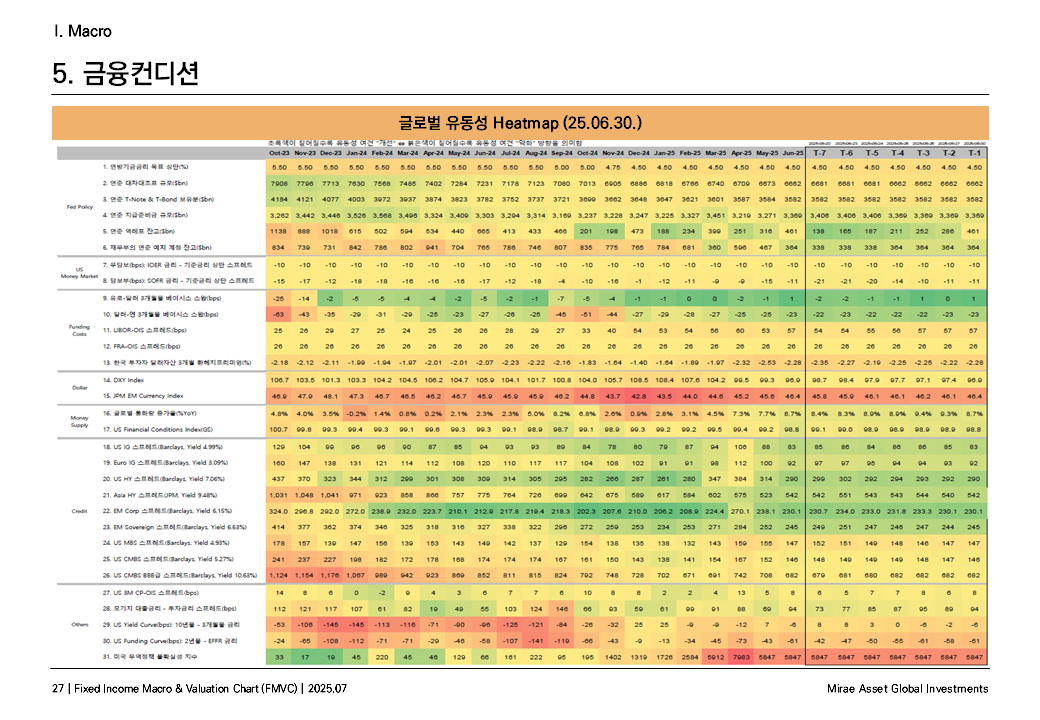 I. Macro
5. 금융컨디션
글로벌 유동성 Heatmap (25.06.30.)
초록색이 짙어질수록 유동성 여건 "개선" ⇔ 붉은색이 짙어질수록 유동성 여건 "악화" 방향을 의미함
Oct-23 Nov-23 Dec-23 Jan-24 Feb-24 Mar-24 Apr-24 May-24 Jun-24 Jul-24 Aug-24 Sep-24 Oct-24 Nov-24 Dec-24 Jan-25 Feb-25 Mar-25 Apr-25 May-25 Jun-25 T-7 T-6 T-5 T-4 T-3 T-2 T-1
Fed Policy
1. 연방기금금리 목표 상단(%) 5.50 5.50 5.50 5.50 5.50 5.50 5.50 5.50 5.50 5.50 5.50 5.00 5.00 4.75 4.50 4.50 4.50 4.50 4.50 4.50 4.50 4.50 4.50 4.50 4.50 4.50 4.50 4.50
2. 연준 대차대조표 규모($bn) 7908 7796 7713 7630 7568 7485 7402 7284 7231 7178 7123 7080 7013 6905 6886 6818 6766 6740 6709 6673 6662 6681 6681 6681 6662 6662 6662 6662
3. 연준 T-Note & T-Bond 보유분($bn) 4184 4121 4077 4003 3972 3937 3874 3823 3782 3752 3737 3721 3699 3662 3648 3647 3621 3601 3587 3584 3582 3582 3582 3582 3582 3582 3582 3582
4. 연준 지급준비금 규모($bn) 3,262 3,442 3,446 3,526 3,568 3,496 3,324 3,409 3,303 3,294 3,314 3,169 3,237 3,228 3,247 3,225 3,327 3,451 3,219 3,271 3,369 3,406 3,406 3,406 3,369 3,369 3,369 3,369
5. 연준 역레포 잔고($bn) 1138 888 1018 615 502 594 534 440 665 413 433 466 201 198 473 188 234 399 251 316 461 138 165 187 211 252 286 461
6. 재무부의 연준 예치 계정 잔고($bn) 834 739 731 842 786 802 941 704 765 786 746 807 835 775 765 784 681 360 596 467 364 338 338 338 364 364 364 364
US Money Market
7. 무담보(bps): IOER 금리 - 기준금리 상단 스프레드 -10 -10 -10 -10 -10 -10 -10 -10 -10 -10 -10 -10 -10 -10 -10 -10 -10 -10 -10 -10 -10 -10 -10 -10 -10 -10 -10 -10
8. 담보부(bps): SOFR 금리 - 기준금리 상단 스프레드 -15 -17 -12 -18 -18 -16 -16 -18 -17 -12 -18 -4 -10 -16 -1 -12 -11 -9 -9 -15 -11 -21 -21 -20 -14 -10 -11 -11
Funding Costs
9. 유로-달러 3개월물 베이시스 스왑(bps) -25 -14 -2 -5 -5 -4 -4 -2 -5 -2 -1 -7 -5 -4 -2 -2 0 0 -2 -1 1 -2 -2 -1 -1 1 0 1
10. 달러-엔 3개월물 베이시스 스왑(bps) -63 -43 -35 -29 -31 -29 -25 -23 -27 -26 -25 -45 -51 -44 -27 -29 -28 -27 -25 -25 -23 -22 -23 -23 -22 -23 -22 -23
11. LIBOR-OIS 스프레드(bps) 25 26 29 27 25 24 25 26 26 28 29 27 33 40 54 53 54 56 60 53 57 54 54 55 56 57 57 57
12. FRA-OIS 스프레드(bps) 26 26 26 26 26 26 26 26 26 26 26 26 26 26 26 26 26 26 26 26 26 26 26 26 26 26 26 26
13. 한국 투자자 달러자산 3개월 환헤지프리미엄(%) -2.18 -2.12 -2.11 -1.99 -1.94 -1.97 -2.01 -2.01 -2.07 -2.23 -2.22 -2.16 -1.83 -1.64 -1.40 -1.64 -1.89 -1.97 -2.32 -2.53 -2.28 -2.35 -2.27 -2.19 -2.25 -2.25 -2.22 -2.28
Dollar
14. DXY Index 106.7 103.5 101.3 103.3 104.2 104.5 106.2 104.7 105.9 104.1 101.7 100.8 104.0 105.7 108.5 108.4 107.6 104.2 99.5 99.3 96.9 98.7 98.4 97.9 97.7 97.1 97.4 96.9
15. JPM EM Currency Index 46.9 47.9 48.1 47.3 46.7 46.5 46.2 46.7 45.9 45.9 45.9 46.2 44.8 43.7 42.8 43.5 44.0 44.6 45.2 45.6 46.4 45.8 45.9 46.1 46.1 46.2 46.2 46.4
Money Supply
16. 글로벌 통화량 증가율(%YoY) 4.8% 4.0% 3.5% -0.2% 1.4% 0.8% 0.2% 2.1% 2.3% 2.3% 5.0% 8.2% 6.8% 2.6% 0.9% 2.8% 3.1% 4.5% 7.3% 7.7% 8.7% 8.4% 8.3% 8.9% 8.9% 9.4% 9.3% 8.7%
17. US Financial Conditions Index(GS) 100.7 99.8 99.3 99.4 99.3 99.1 99.6 99.3 99.3 99.1 98.9 98.7 99.1 98.9 99.3 99.2 99.2 99.5 99.4 99.2 98.8 99.1 99.0 98.9 98.9 98.9 98.9 98.8
Credit
18. US IG 스프레드(Barclays, Yield 4.99%) 129 104 99 96 96 90 87 85 94 93 93 89 84 78 80 79 87 94 106 88 83 85 86 84 86 86 85 83
19. Euro IG 스프레드(Barclays, Yield 3.09%) 160 147 138 131 121 114 112 108 120 110 117 117 104 108 102 91 91 98 112 100 92 97 97 95 94 94 93 92
20. US HY 스프레드(Barclays, Yield 7.06%) 437 370 323 344 312 299 301 308 309 314 305 295 282 266 287 261 280 347 384 314 290 299 302 292 294 293 292 290
21. Asia HY 스프레드(JPM, Yield 9.48%) 1,031 1,048 1,041 971 923 858 866 757 775 764 726 699 642 675 589 617 584 602 575 523 542 542 551 543 543 544 540 542
22. EM Corp 스프레드(Barclays, Yield 6.15%) 324.0 296.8 292.0 272.0 238.9 232.0 223.7 210.1 212.9 217.8 219.4 218.3 202.3 207.6 210.0 206.2 208.9 224.4 270.1 238.1 230.1 230.7 234.0 233.0 231.8 233.3 230.1 230.1
23. EM Sovereign 스프레드(Barclays, Yield 6.63%) 414 377 362 374 346 325 318 316 327 338 322 296 272 259 253 234 253 271 284 252 245 249 251 247 246 247 244 245
24. US MBS 스프레드(Barclays, Yield 4.93%) 178 157 139 147 156 139 153 143 149 142 137 129 154 138 135 138 132 143 159 155 147 152 151 149 148 146 147 147
25. US CMBS 스프레드(Barclays, Yield 5.27%) 241 237 227 198 182 172 178 168 174 174 174 167 161 150 143 138 141 154 167 152 146 148 149 149 149 149 148 146
26. US CMBS BBB급 스프레드(Barclays, Yield 10.63%) 1,124 1,154 1,176 1,067 989 942 923 869 852 811 815 824 792 748 728 702 671 691 742 708 682 679 681 680 682 682 682 682
Others
27. US 3M CP-OIS 스프레드(bps) 14 8 6 0 -2 9 4 3 6 7 7 6 10 8 8 2 2 4 13 5 8 6 5 7 7 8 6 8
28. 모기지 대출금리 - 투자금리 스프레드(bps) 112 121 117 107 61 82 19 49 55 103 124 146 66 93 59 61 99 91 88 69 94 73 77 85 87 95 89 94
29. US Yield Curve(bps): 10년물 - 3개월물 금리 -53 -106 -145 -145 -113 -116 -71 -90 -96 -125 -121 -84 -26 -32 25 25 -9 -9 -12 7 -6 8 8 3 0 -6 -2 -6
30. US Funding Curve(bps): 2년물 - EFFR 금리 -24 -65 -108 -112 -71 -71 -29 -46 -58 -107 -141 -119 -66 -43 -9 -13 -34 -45 -73 -43 -61 -42 -47 -50 -55 -61 -58 -61
31. 미국 무역정책 불확실성 지수 33 17 19 45 220 45 46 129 66 161 222 95 195 1402 1319 1726 2584 5912 7983 5847 5847 5847 5847 5847 5847 5847 5847 5847
27 | Fixed Income Macro & Valuation Chart (FMVC) | 2025.07
Mirae Asset Global Investments